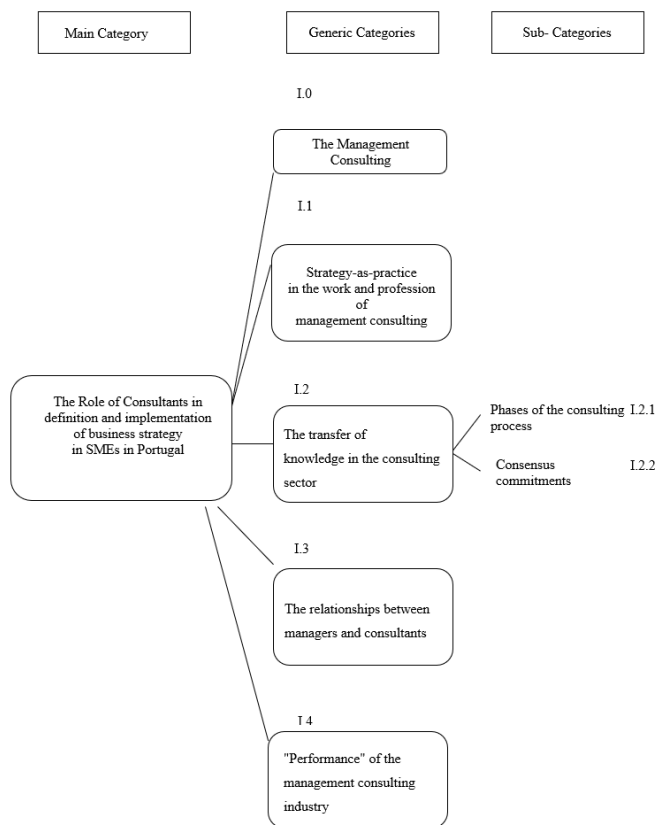 Main Category
Generic Categories
Sub- Categories
I.0
The Management
Consulting
I.1
Strategy-as-practice
in the work and profession
of
management consulting
The Role of Consultants in
definition and implementation
of business strategy
in SMEs in Portugal
I.2
The transfer of
knowledge in the consulting
sector
Phases of the consulting I.2.1
process
Consensus I.2.2
commitments
I.3
The relationships between
managers and consultants
I.4
"Performance" of the
management consulting
industry